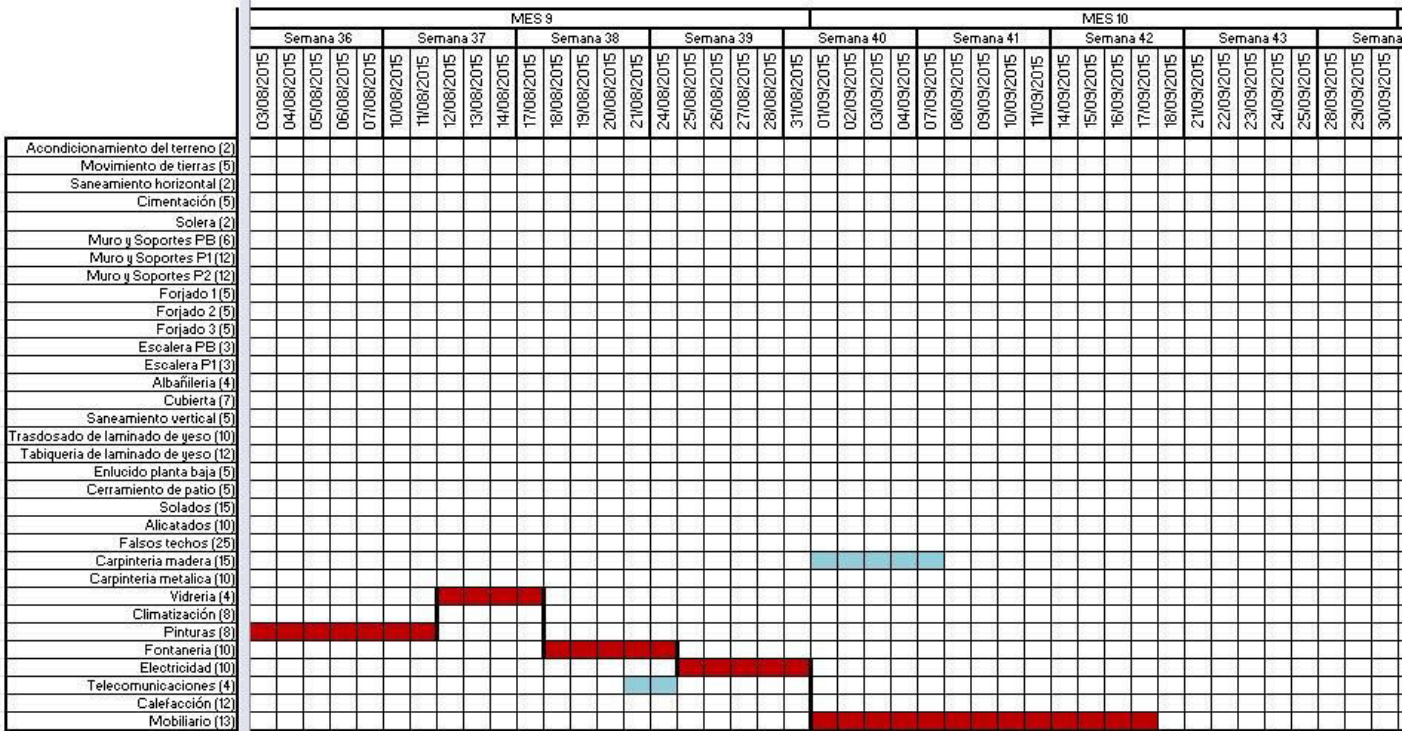 MES 9 MES 10
Semana 36 Semana 37 Semana 38 Semana 39 Semana 40 Semana 41 Semana 42 Semana 43 Semana
03/08/2015 04/08/2015 05/08/2015 06/08/2015 07/08/2015 10/08/2015 11/08/2015 12/08/2015 13/08/2015 14/08/2015 17/08/2015 18/08/2015 19/08/2015 20/08/2015 21/08/2015 24/08/2015 25/08/2015 26/08/2015 27/08/2015 28/08/2015 31/08/2015 01/09/2015 02/09/2015 03/09/2015 04/09/2015 07/09/2015 08/09/2015 09/09/2015 10/09/2015 11/09/2015 14/09/2015 15/09/2015 16/09/2015 17/09/2015 18/09/2015 21/09/2015 22/09/2015 23/09/2015 24/09/2015 25/09/2015 28/09/2015 29/09/2015 30/09/2015
Acondicionamiento del terreno (2)
Movimiento de tierras (5)
Saneamiento horizontal (2)
Cimentación (5)
Solera (2)
Muro y Soportes PB (6)
Muro y Soportes P1 (12)
Muro y Soportes P2 (12)
Forjado 1 (5)
Forjado 2 (5)
Forjado 3 (5)
Escalera PB (3)
Escalera P1 (3)
Albañileria (4)
Cubierta (7)
Saneamiento vertical (5)
Trasdosado de laminado de yeso (10)
Tabiqueria de laminado de yeso (12)
Enlucido planta baja (5)
Cerramiento de patio (5)
Solados (15)
Alicatados (10)
Falsos techos (25)
Carpinteria madera (15)
Carpinteria metalica (10)
Vidreria (4)
Climatización (8)
Pinturas (8)
Fontaneria (10)
Electricidad (10)
Telecomunicaciones (4)
Calefacción (12)
Mobiliario (13)